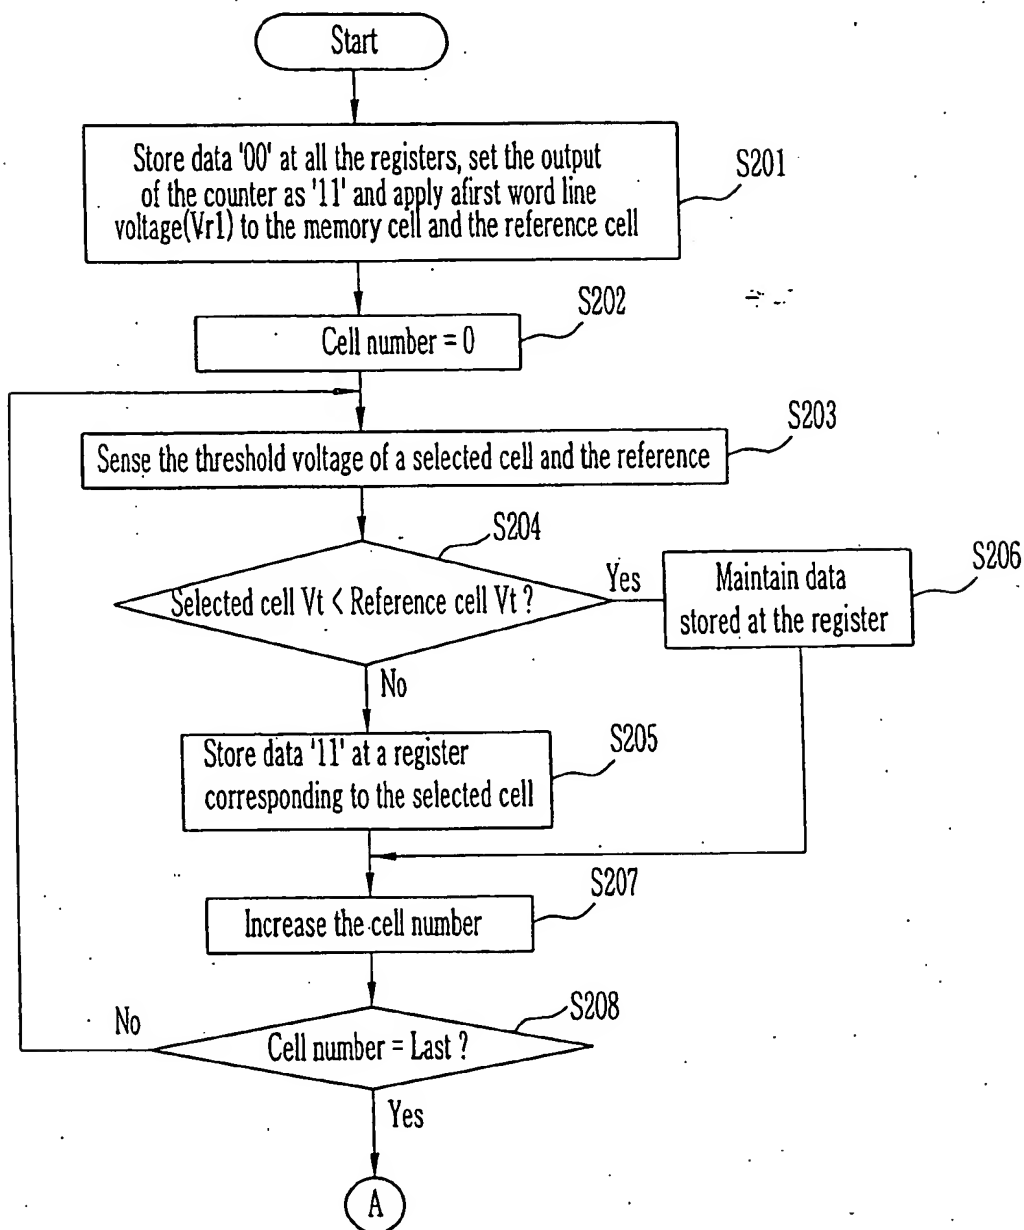 Start
Store data '00' at all the registers, set the output
of the counter as '11' and apply afirst word line
voltage(Vr1) to the memory cell and the reference cell
S201
S202
Cell number = 0
S203
Sense the threshold voltage of a selected cell and the reference
S204
Selected cell Vt < Reference cell Vt ?
Yes
S206
Maintain data
stored at the register
No
S205
Store data '11' at a register
corresponding to the selected cell
S207
Increase the cell number
S208
Cell number = Last ?
No
Yes
A